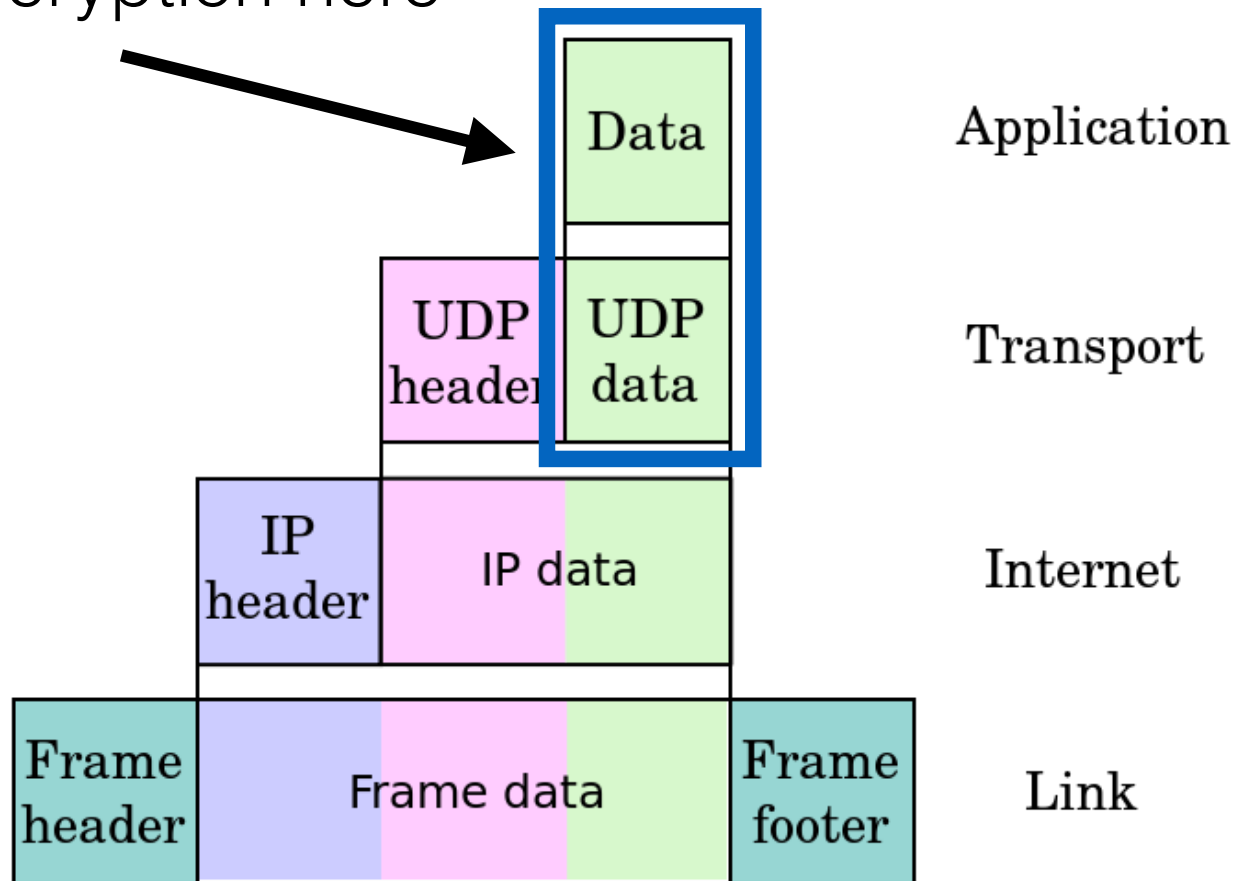 here
Data
Application
UDP
header
UDP
data
Transport
IP
header
IP data
Internet
Frame
header
Frame data
Frame
footer
Link